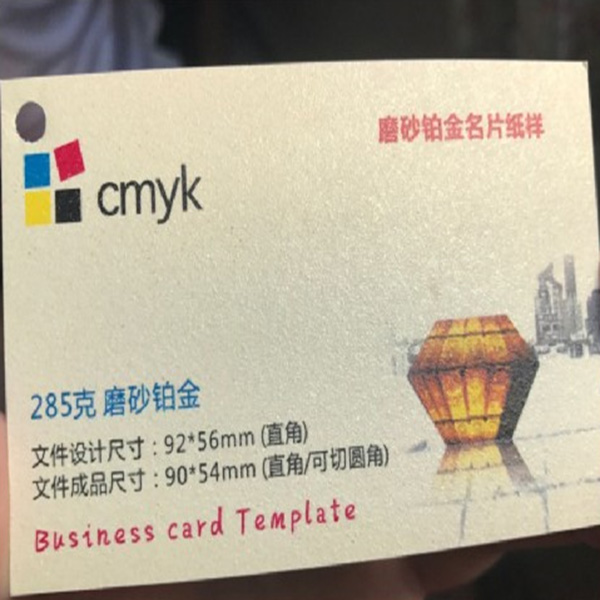 磨砂铂金名片纸样
cmyk
285克 磨砂铂金
文件设计尺寸：92*56mm (直角)
文件成品尺寸：90*54mm (直角/可切圆角)
Business card Template